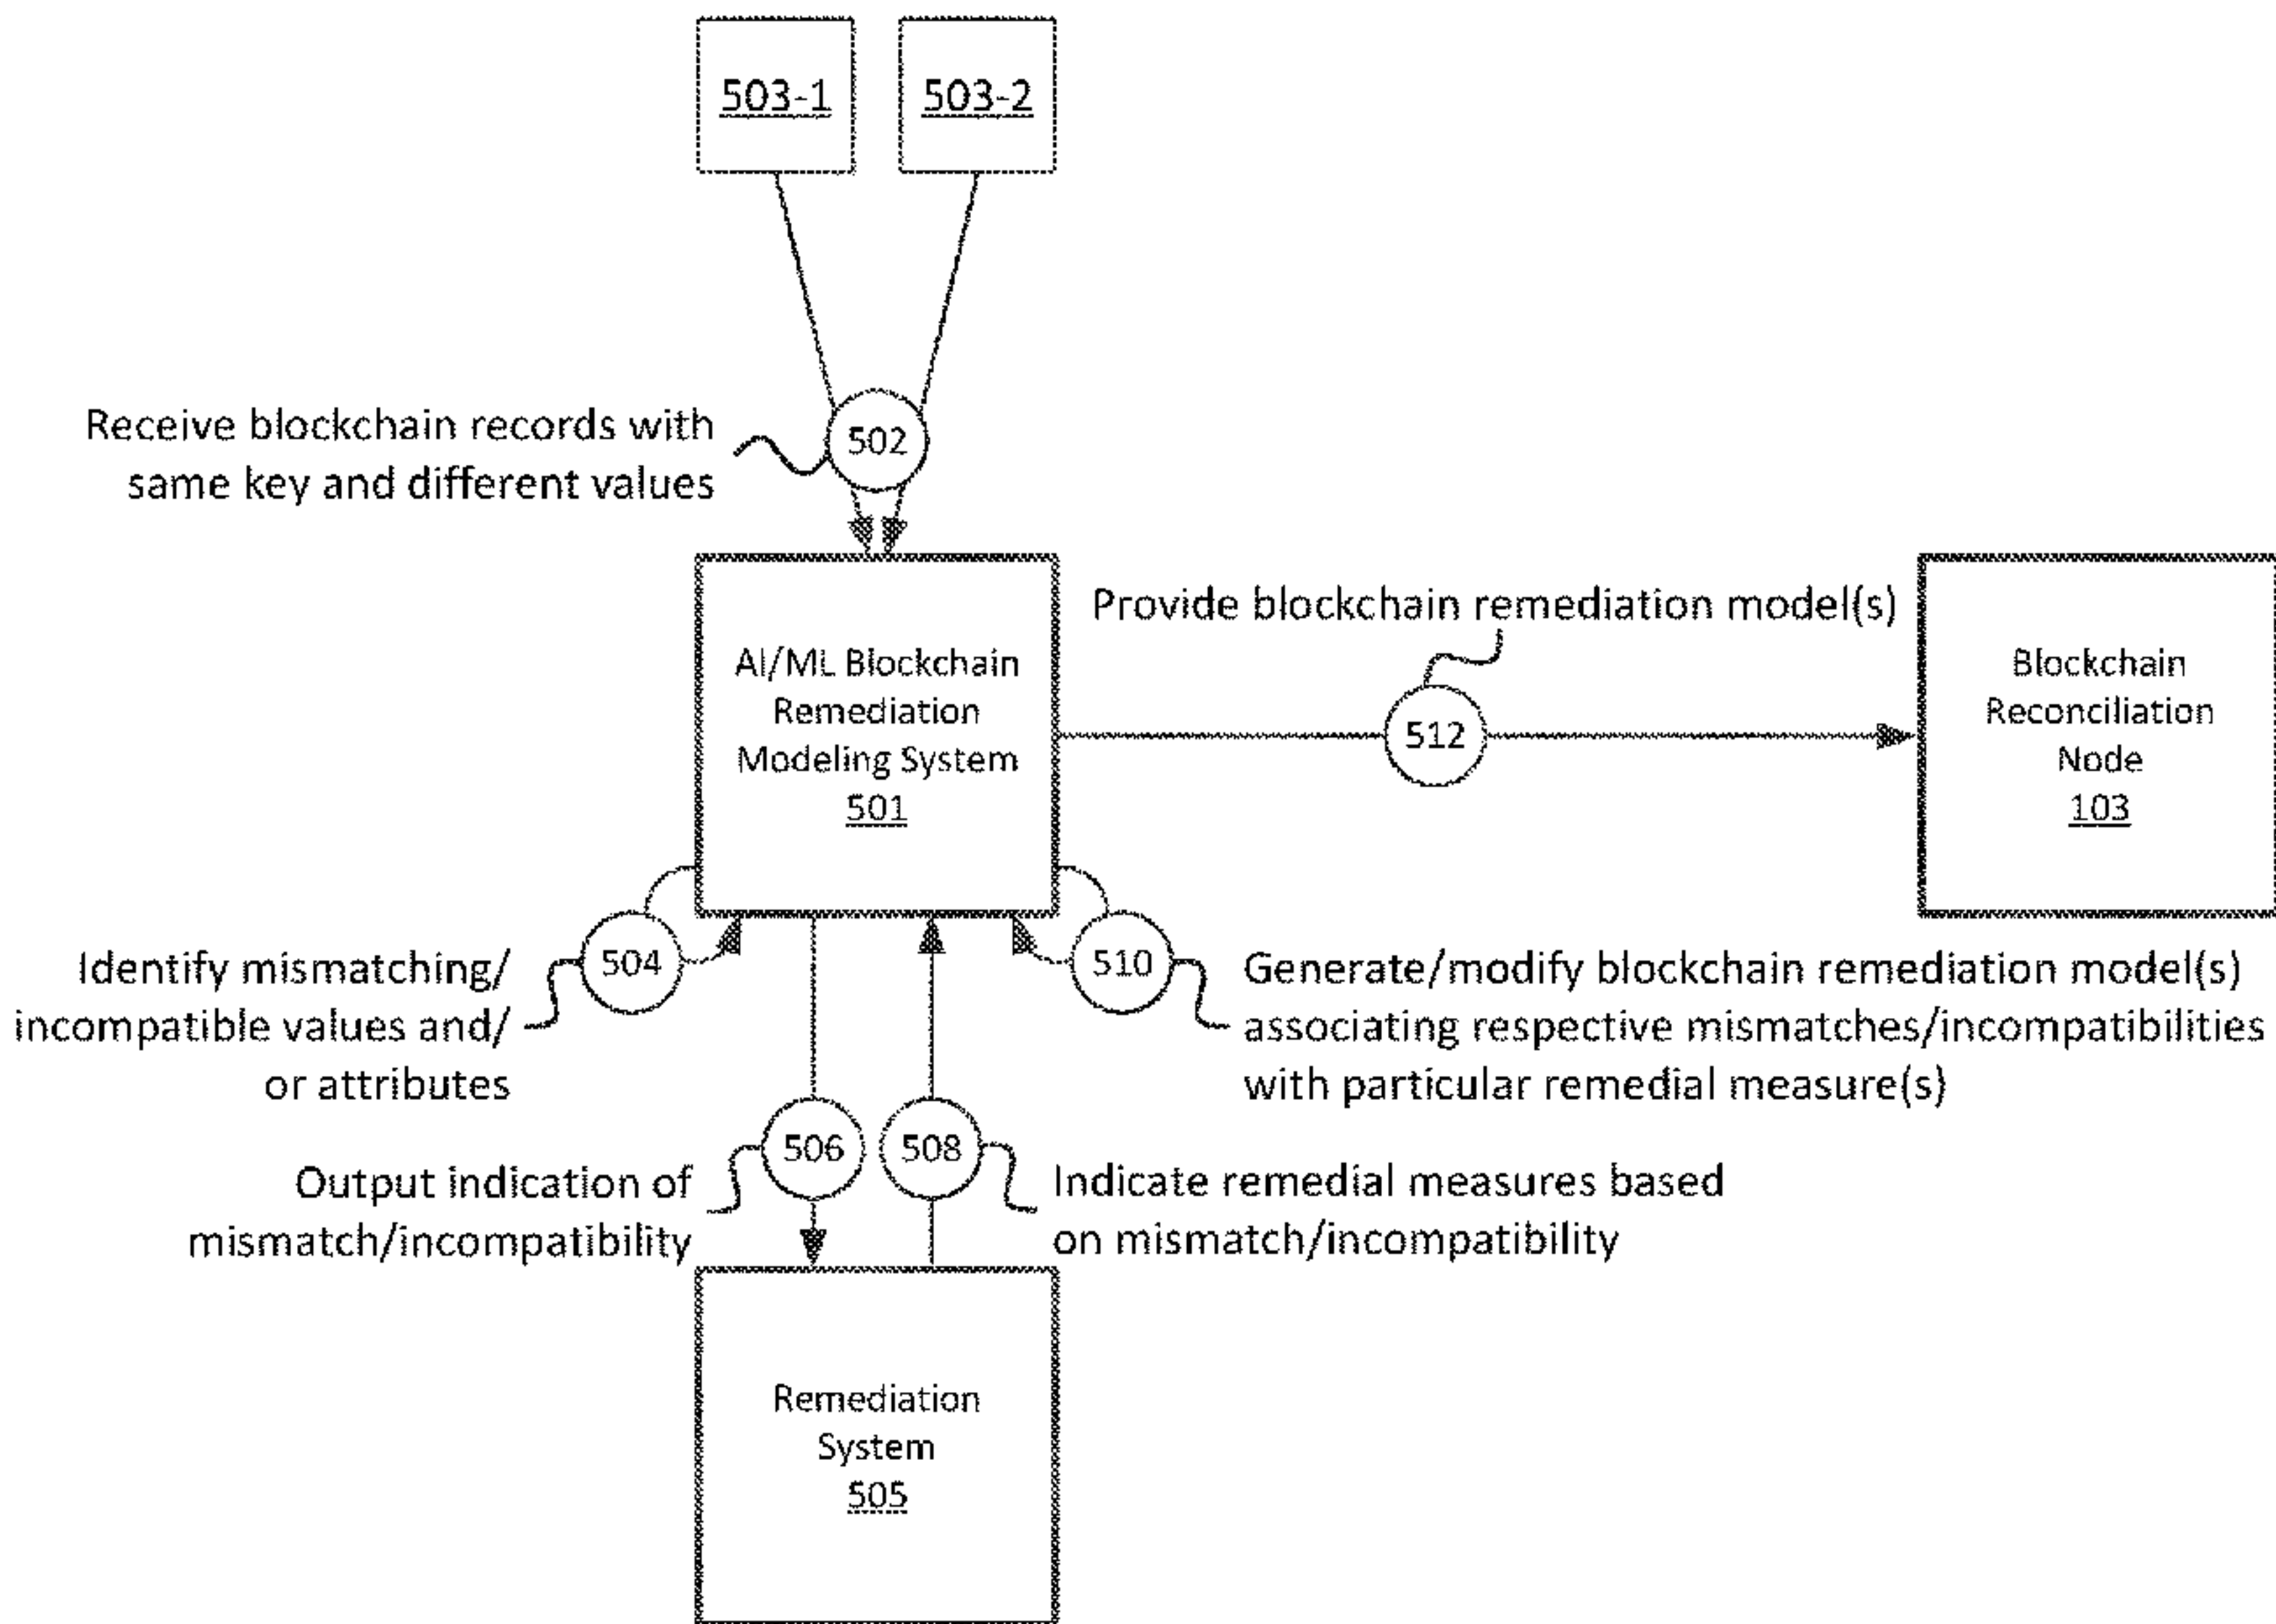 503-1
503-2
Receive blockchain records with
same key and different values
502
Provide blockchain remediation model(s)
AI/ML Blockchain
Remediation
Modeling System
501
512
Blockchain
Reconciliation
Node
103
504
Identify mismatching/
incompatible values and/
or attributes
510
Generate/modify blockchain remediation model(s)
associating respective mismatches/incompatibilities
with particular remedial measure(s)
506
Output indication of
mismatch/incompatibility
508
Indicate remedial measures based
on mismatch/incompatibility
Remediation
System
505